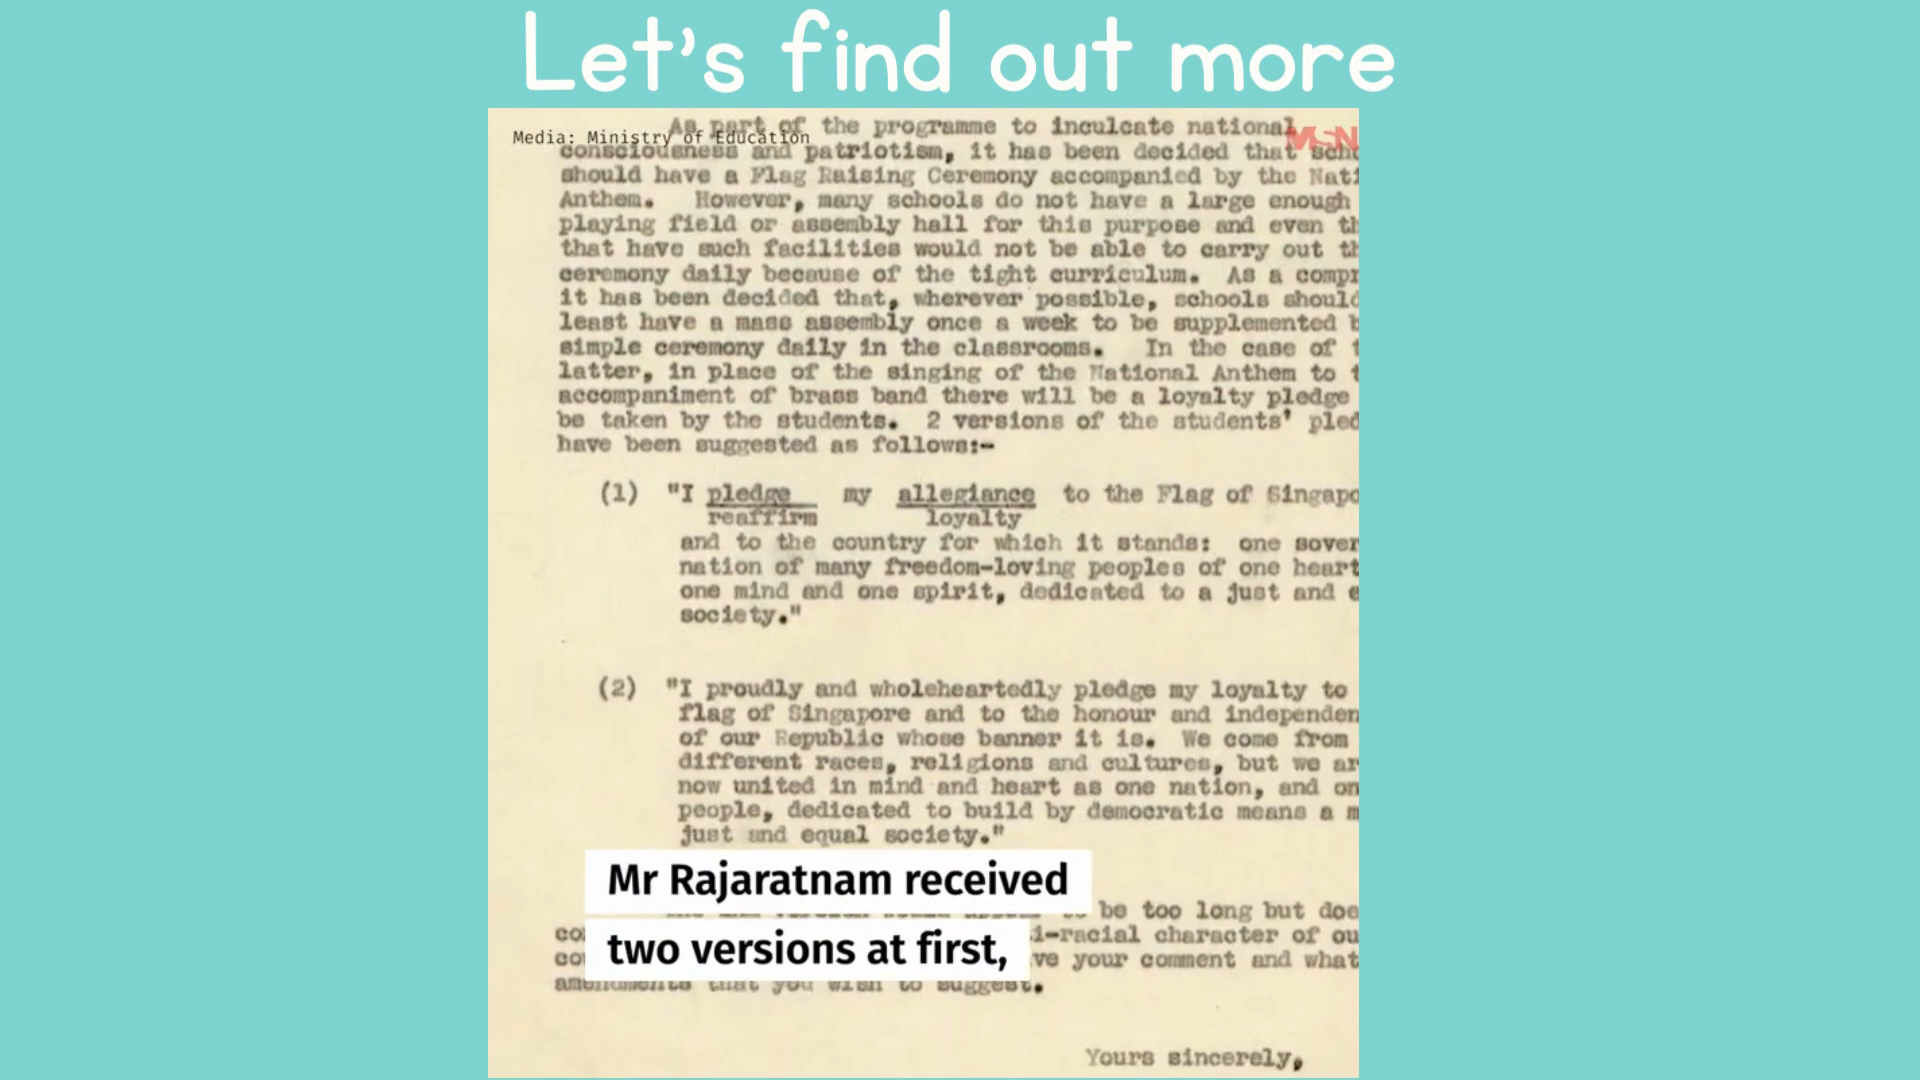 Let's find out more
Media: Ministry of Education
MSN
As part of the programme to inculcate national
consciousness and patriotism, it has been decided that
should have a Flag Raising Ceremony accompanied by the
Anthem. However, many schools do not have a large enough
playing field or assembly hall for this purpose and even
that have such facilities would not be able to carry out
ceremony daily because of the tight curriculum. As a
it has been decided that, wherever possible, schools
least have a mass assembly once a week to be supplemented
simple ceremony daily in the classrooms. In the case of
latter, in place of the singing of the National Anthem to
accompaniment of brass band there will be a loyalty pledge
be taken by the students. 2 versions of the students'
have been suggested as follows:-
(1) "I pledge my allegiance to the Flag of
reaffirm loyalty
and to the country for which it stands: one
nation of many freedom-loving peoples of one heart
one mind and one spirit, dedicated to a just and
society."
(2) "I proudly and wholeheartedly pledge my loyalty to
flag of Singapore and to the honour and
of our Republic whose banner it is. We come from
different races, religions and cultures, but we
now united in mind and heart as one nation, and
people, dedicated to build by democratic means a
just and equal society."
Mr Rajaratnam received
be too long but
two versions at first,
racial character of
your comment and what
amendments that you wish to suggest.
Yours sincerely,